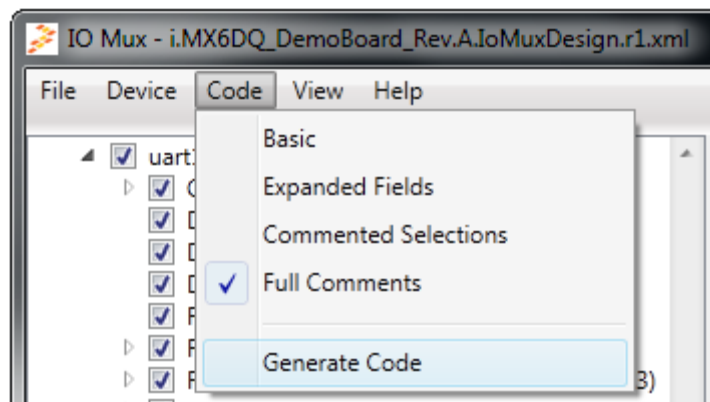 IO Mux - i.MX6DQ_DemoBoard_Rev.A.IoMuxDesign.r1.xml
File Device Code View Help
Basic
Expanded Fields
Commented Selections
Full Comments
Generate Code
3)